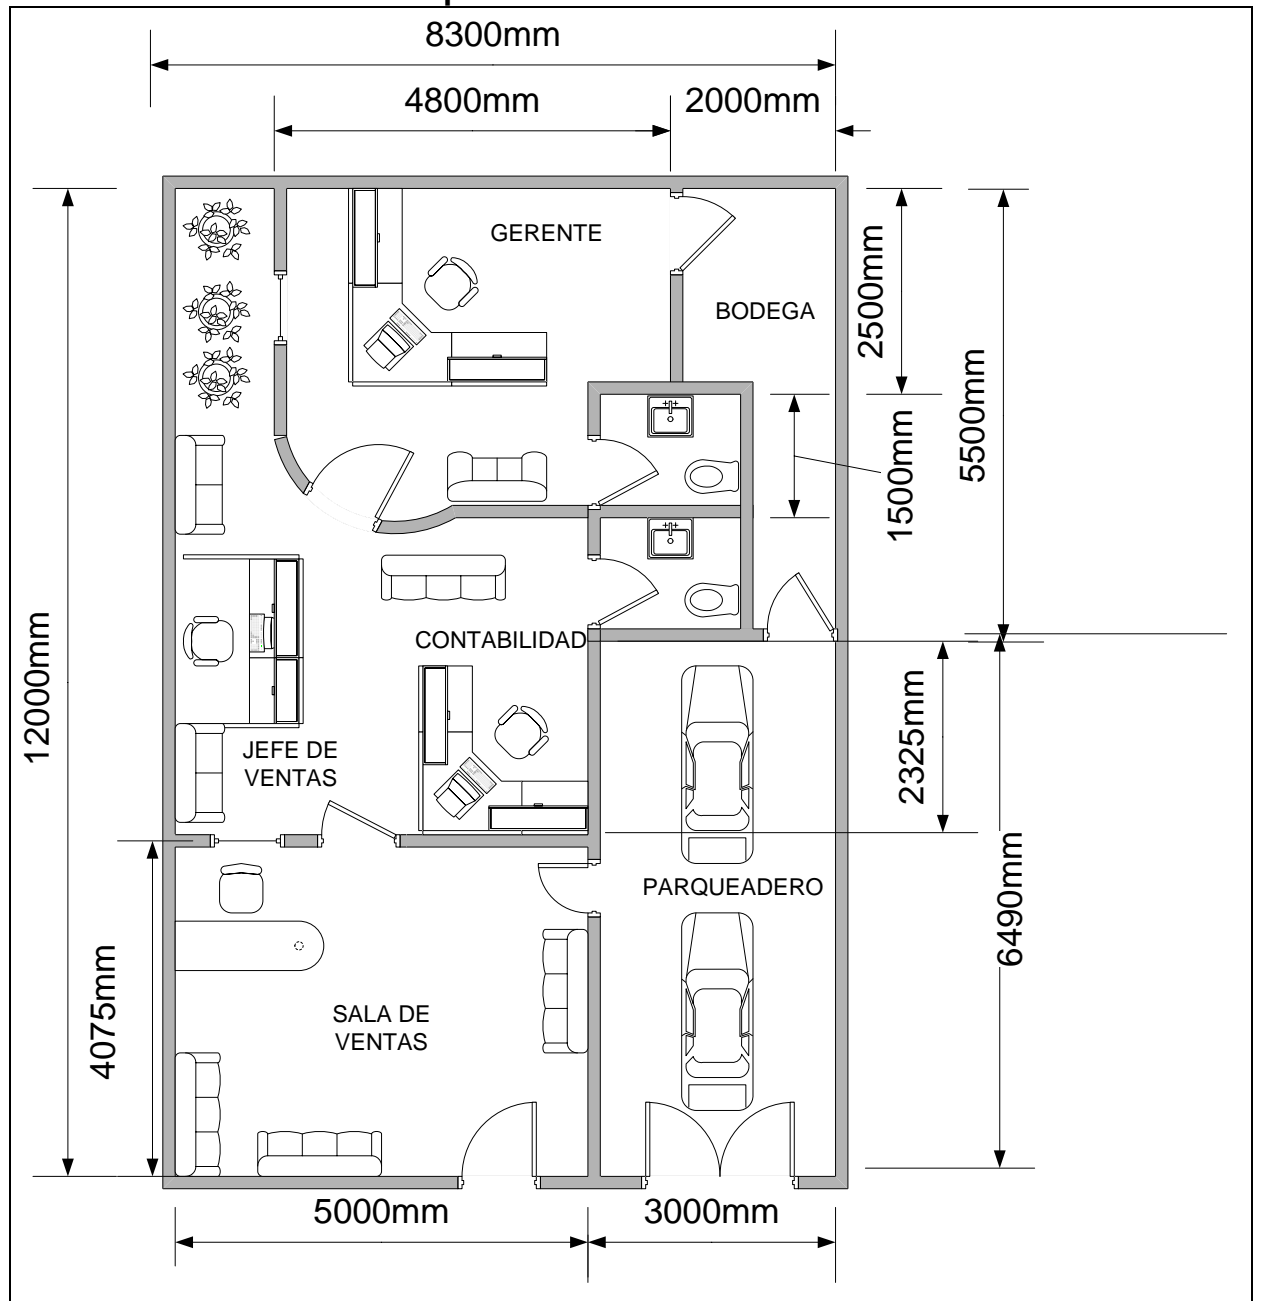 8300mm
4800mm
2000mm
GERENTE
2500mm
BODEGA
5500mm
1500mm
12000mm
CONTABILIDAD
2325mm
JEFE DE
VENTAS
PARQUEADERO
6490mm
4075mm
SALA DE
VENTAS
5000mm
3000mm